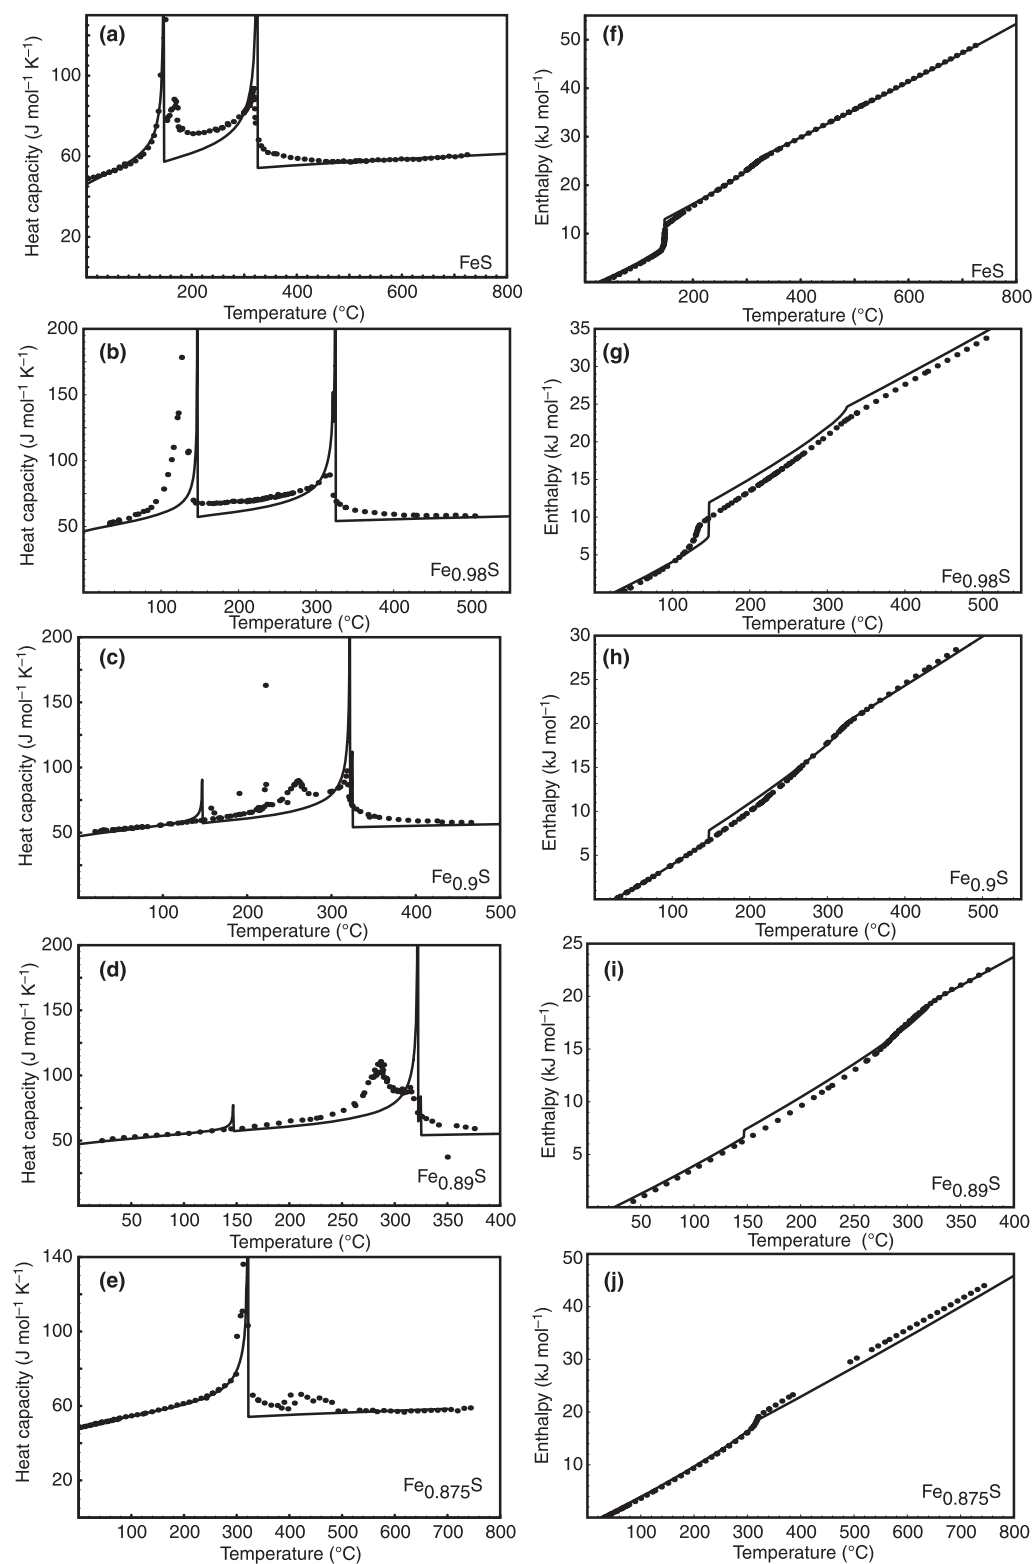 (a)
Heat capacity (J mol⁻¹ K⁻¹)
100
60
20
FeS
200 400 600 800
Temperature (°C)
(f)
Enthalpy (kJ mol⁻¹)
50
40
30
20
10
FeS
200 400 600 800
Temperature (°C)
(b)
Heat capacity (J mol⁻¹ K⁻¹)
200
150
100
50
Fe0.98S
100 200 300 400 500
Temperature (°C)
(g)
Enthalpy (kJ mol⁻¹)
35
30
25
20
15
10
5
Fe0.98S
100 200 300 400 500
Temperature (°C)
(c)
Heat capacity (J mol⁻¹ K⁻¹)
200
150
100
50
Fe0.9S
100 200 300 400 500
Temperature (°C)
(h)
Enthalpy (kJ mol⁻¹)
30
25
20
15
10
5
Fe0.9S
100 200 300 400 500
Temperature (°C)
(d)
Heat capacity (J mol⁻¹ K⁻¹)
200
150
100
50
Fe0.89S
50 100 150 200 250 300 350 400
Temperature (°C)
(i)
Enthalpy (kJ mol⁻¹)
25
20
15
10
5
Fe0.89S
50 100 150 200 250 300 350 400
Temperature (°C)
(e)
Heat capacity (J mol⁻¹ K⁻¹)
140
100
60
20
Fe0.875S
100 200 300 400 500 600 700 800
Temperature (°C)
(j)
Enthalpy (kJ mol⁻¹)
50
40
30
20
10
Fe0.875S
100 200 300 400 500 600 700 800
Temperature (°C)